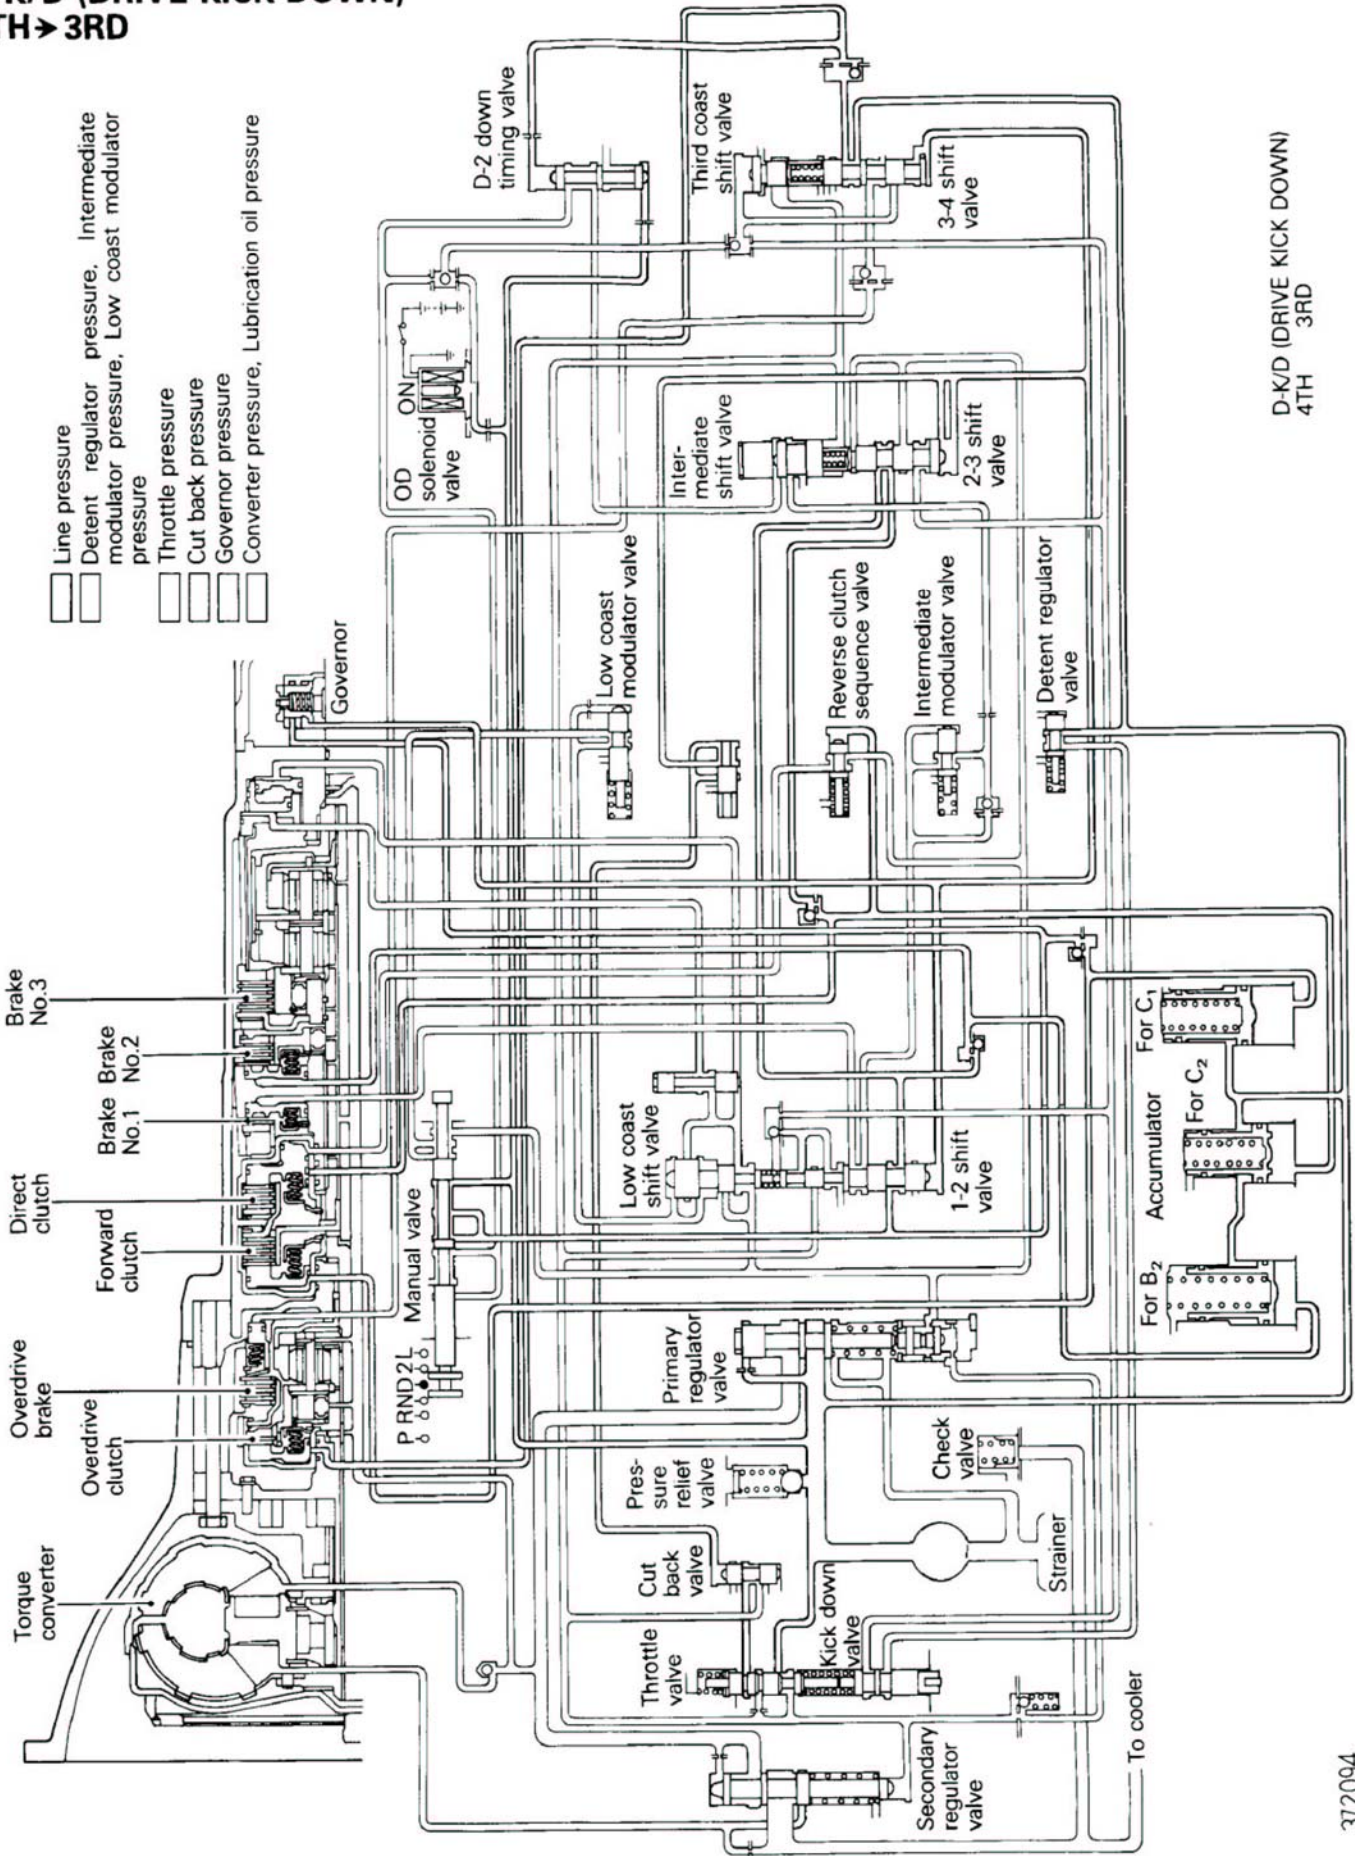 K/D (DRIVE KICK DOWN)
TH → 3RD
Line pressure
Detent regulator pressure, Intermediate
modulator pressure, Low coast modulator
pressure
Throttle pressure
Cut back pressure
Governor pressure
Converter pressure, Lubrication oil pressure
Torque
converter
Overdrive
clutch
Overdrive
brake
Forward
clutch
Direct
clutch
Brake
No.1
Brake
No.2
Brake
No.3
Governor
P R N D 2 L
Manual valve
OD
solenoid
valve
ON
D-2 down
timing valve
Third coast
shift valve
3-4 shift
valve
Inter-
mediate
shift valve
2-3 shift
valve
Low coast
modulator valve
Reverse clutch
sequence valve
Intermediate
modulator valve
Detent regulator
valve
Low coast
shift valve
1-2 shift
valve
Primary
regulator
valve
Pres-
sure
relief
valve
Check
valve
Cut
back
valve
Strainer
Throttle
valve
Kick down
valve
Secondary
regulator
valve
To cooler
Accumulator
For B2
For C2
For C1
D-K/D (DRIVE KICK DOWN)
4TH 3RD
372094